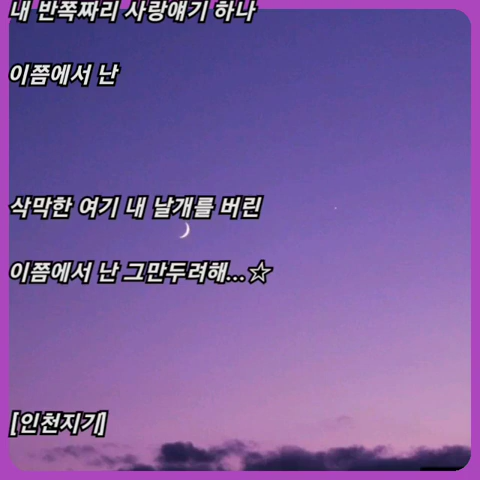 내 반쪽짜리 사랑얘기 하나
이쯤에서 난
삭막한 여기 내 날개를 버린
이쯤에서 난 그만두려해...☆
[인천지기]